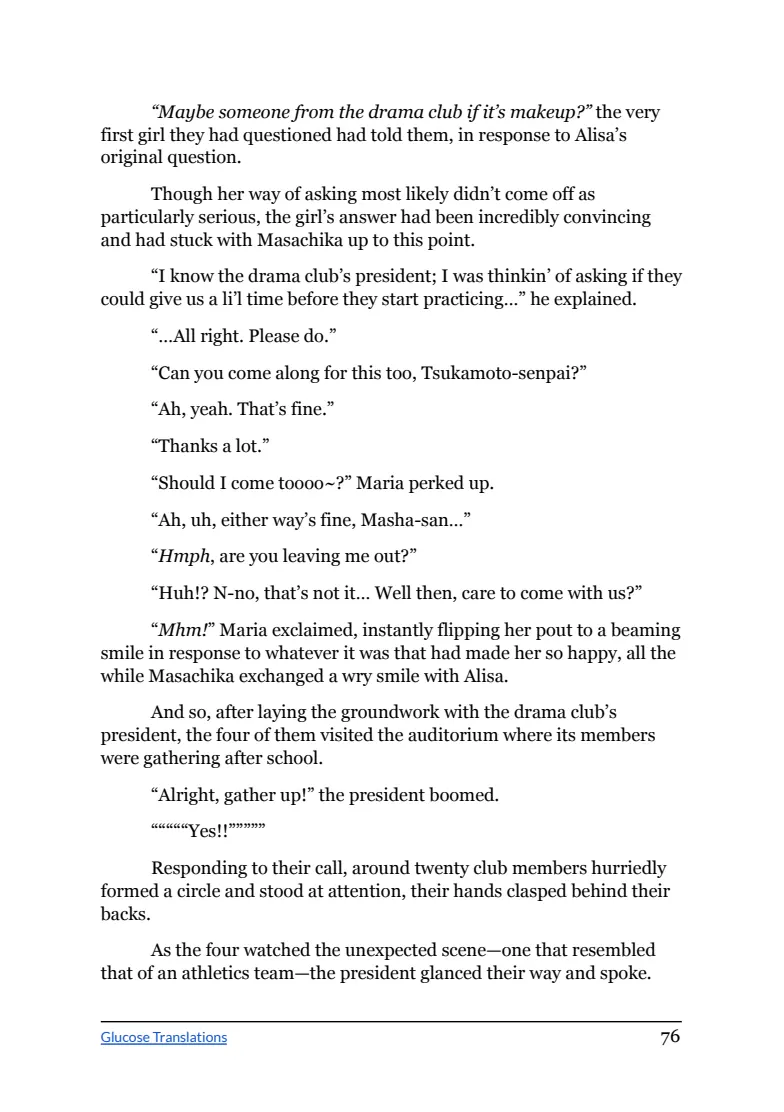 “Maybe someone from the drama club if it’s makeup?” the very
first girl they had questioned had told them, in response to Alisa’s
original question.
Though her way of asking most likely didn’t come off as
particularly serious, the girl’s answer had been incredibly convincing
and had stuck with Masachika up to this point.
“I know the drama club’s president; I was thinkin’ of asking if they
could give us a li’l time before they start practicing…” he explained.
“…All right. Please do.”
“Can you come along for this too, Tsukamoto-senpai?”
“Ah, yeah. That’s fine.”
“Thanks a lot.”
“Should I come toooo~?” Maria perked up.
“Ah, uh, either way’s fine, Masha-san…”
“Hmph, are you leaving me out?”
“Huh!? N-no, that’s not it… Well then, care to come with us?”
“Mhm!” Maria exclaimed, instantly flipping her pout to a beaming
smile in response to whatever it was that had made her so happy, all the
while Masachika exchanged a wry smile with Alisa.
And so, after laying the groundwork with the drama club’s
president, the four of them visited the auditorium where its members
were gathering after school.
“Alright, gather up!” the president boomed.
“““““Yes!!”””””
Responding to their call, around twenty club members hurriedly
formed a circle and stood at attention, their hands clasped behind their
backs.
As the four watched the unexpected scene—one that resembled
that of an athletics team—the president glanced their way and spoke.
Glucose Translations 76